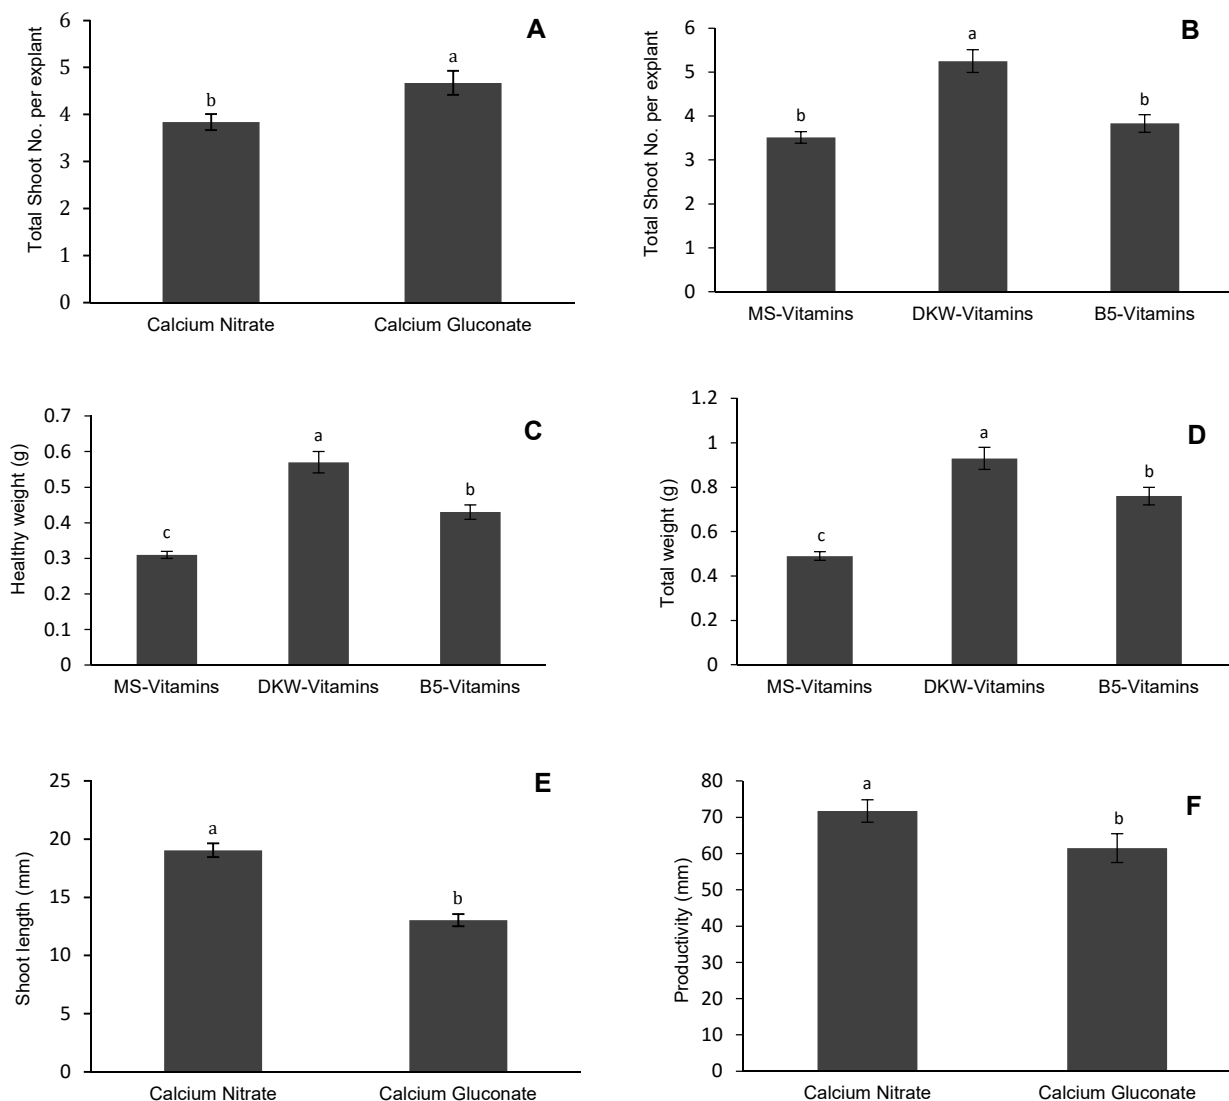 A
Total Shoot No. per explant
6
5
4
3
2
1
0
b
a
Calcium Nitrate
Calcium Gluconate
B
Total Shoot No. per explant
6
5
4
3
2
1
0
b
a
b
MS-Vitamins
DKW-Vitamins
B5-Vitamins
C
Healthy weight (g)
0.7
0.6
0.5
0.4
0.3
0.2
0.1
0
c
a
b
MS-Vitamins
DKW-Vitamins
B5-Vitamins
D
Total weight (g)
1.2
1
0.8
0.6
0.4
0.2
0
c
a
b
MS-Vitamins
DKW-Vitamins
B5-Vitamins
E
Shoot length (mm)
25
20
15
10
5
0
a
b
Calcium Nitrate
Calcium Gluconate
F
Productivity (mm)
80
70
60
50
40
30
20
10
0
a
b
Calcium Nitrate
Calcium Gluconate